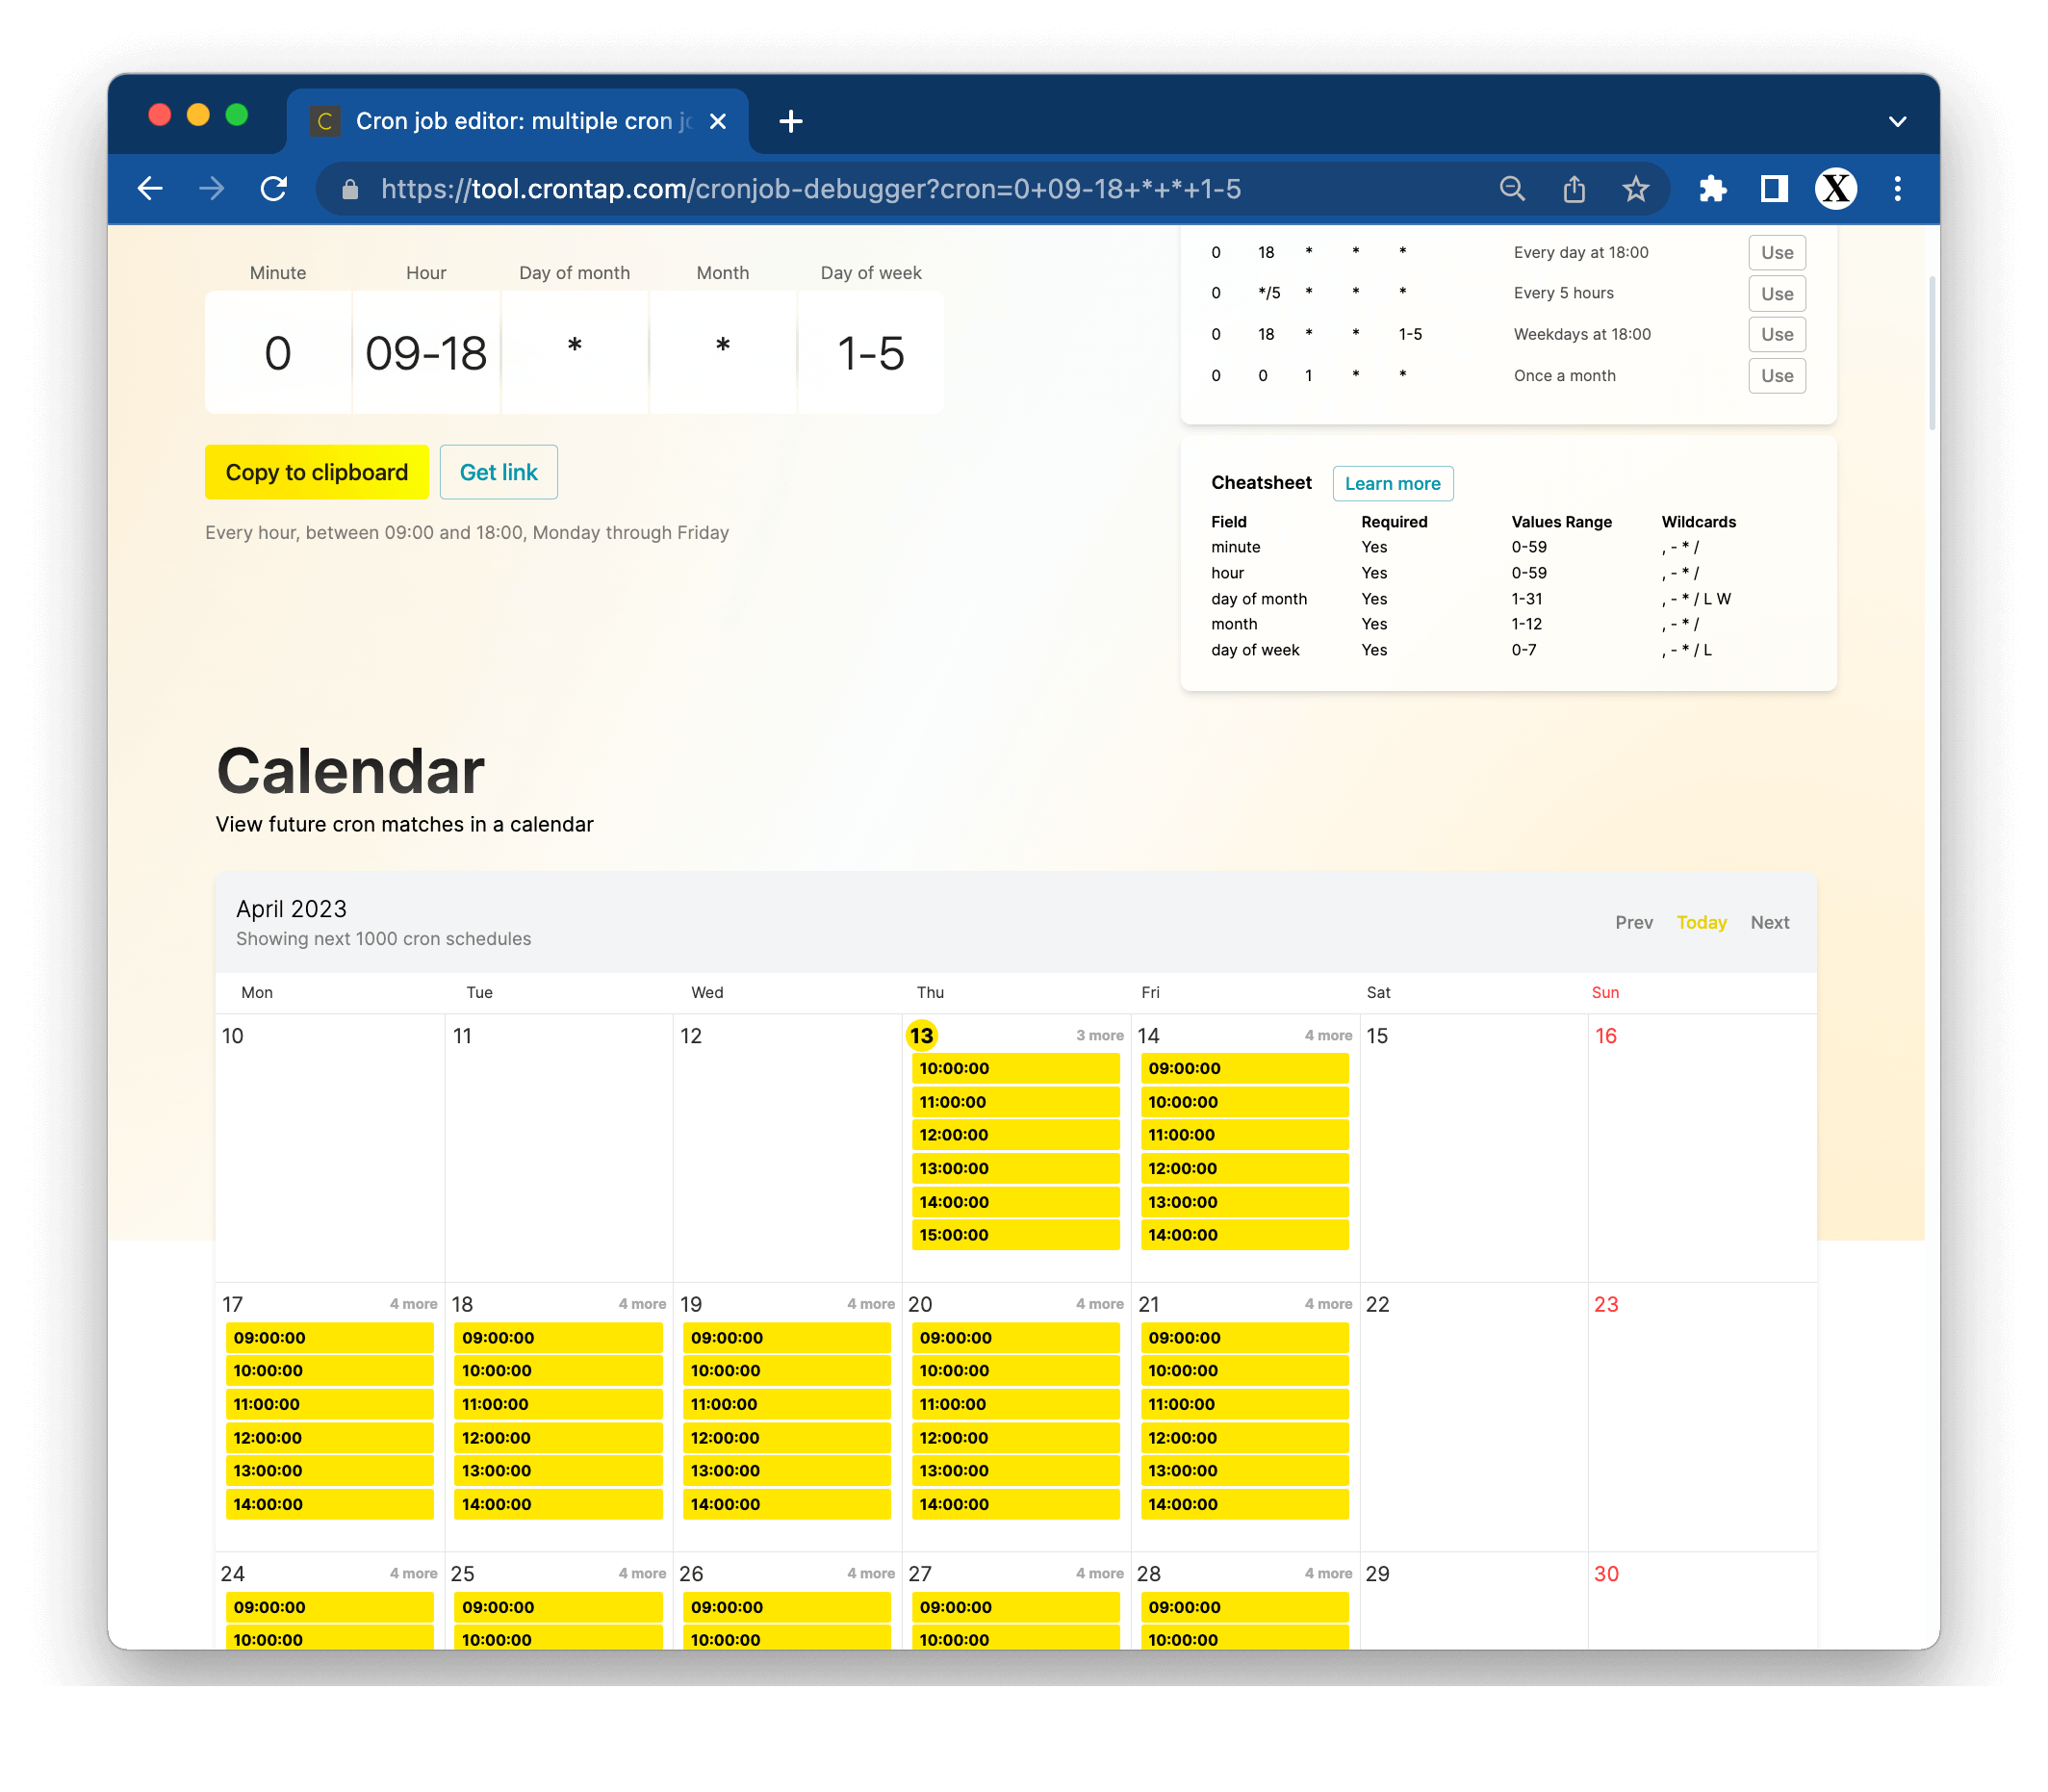 C Cron job editor: multiple cron
https://tool.crontap.com/cronjob-debugger?cron=0+09-18+*+*+1-5
X
Minute Hour Day of month Month Day of week
0 09-18 * * 1-5
Copy to clipboard Get link
Every hour, between 09:00 and 18:00, Monday through Friday
0 18 * * * Every day at 18:00 Use
0 */5 * * * Every 5 hours Use
0 18 * * 1-5 Weekdays at 18:00 Use
0 0 1 * * Once a month Use
Cheatsheet Learn more
Field Required Values Range Wildcards
minute Yes 0-59 , - * /
hour Yes 0-59 , - * /
day of month Yes 1-31 , - * / L W
month Yes 1-12 , - * /
day of week Yes 0-7 , - * / L
Calendar
View future cron matches in a calendar
April 2023
Showing next 1000 cron schedules
Prev Today Next
Mon Tue Wed Thu Fri Sat Sun
10 11 12 13 3 more 14 4 more 15 16
10:00:00 09:00:00
11:00:00 10:00:00
12:00:00 11:00:00
13:00:00 12:00:00
14:00:00 13:00:00
15:00:00 14:00:00
17 4 more 18 4 more 19 4 more 20 4 more 21 4 more 22 23
09:00:00 09:00:00 09:00:00 09:00:00 09:00:00
10:00:00 10:00:00 10:00:00 10:00:00 10:00:00
11:00:00 11:00:00 11:00:00 11:00:00 11:00:00
12:00:00 12:00:00 12:00:00 12:00:00 12:00:00
13:00:00 13:00:00 13:00:00 13:00:00 13:00:00
14:00:00 14:00:00 14:00:00 14:00:00 14:00:00
24 4 more 25 4 more 26 4 more 27 4 more 28 4 more 29 30
09:00:00 09:00:00 09:00:00 09:00:00 09:00:00
10:00:00 10:00:00 10:00:00 10:00:00 10:00:00